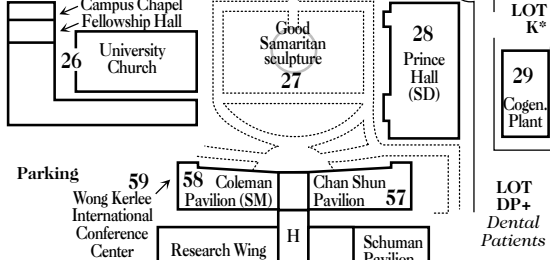 Campus Chapel
Fellowship Hall
26
University
Church
Good
Samaritan
sculpture
27
28
Prince
Hall
(SD)
LOT
K*
29
Cogen.
Plant
Parking
59
Wong Kerlee
International
Conference
Center
58 Coleman
Pavilion (SM)
Chan Shun
Pavilion 57
LOT
DP+
Dental
Patients
Research Wing
H
Schuman
Pavilion